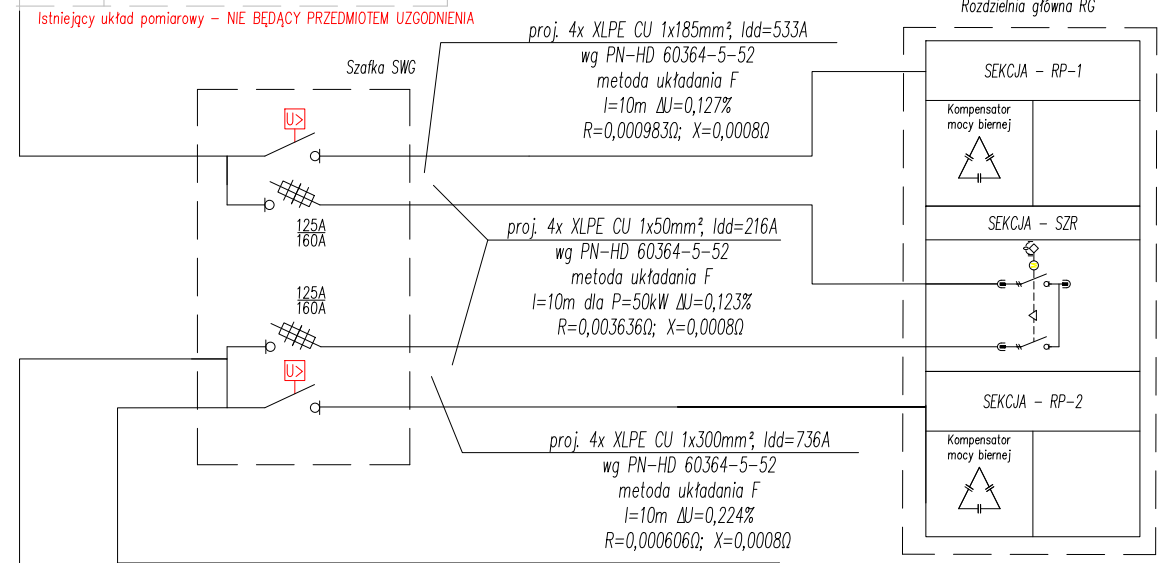 Istniejący układ pomiarowy – NIE BĘDĄCY PRZEDMIOTEM UZGODNIENIA
Rozdzielnia główna RG
proj. 4x XLPE CU 1x185mm², Idd=533A
wg PN-HD 60364-5-52
metoda układania F
l=10m ΔU=0,127%
R=0,000983Ω; X=0,0008Ω
Szafka SWG
U>
125A
160A
125A
160A
U>
proj. 4x XLPE CU 1x50mm², Idd=216A
wg PN-HD 60364-5-52
metoda układania F
l=10m dla P=50kW ΔU=0,123%
R=0,003636Ω; X=0,0008Ω
proj. 4x XLPE CU 1x300mm², Idd=736A
wg PN-HD 60364-5-52
metoda układania F
l=10m ΔU=0,224%
R=0,000606Ω; X=0,0008Ω
SEKCJA – RP-1
Kompensator
mocy biernej
SEKCJA – SZR
SEKCJA – RP-2
Kompensator
mocy biernej